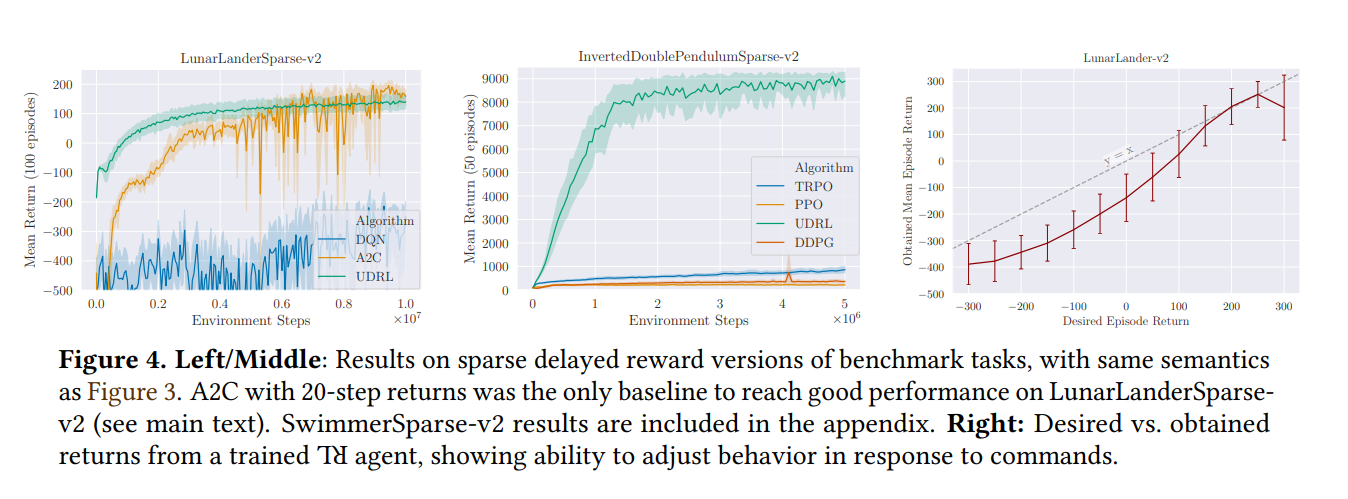 LunarLanderSparse-v2
Mean Return (100 episodes)
200
100
0
−100
−200
−300
−400
−500
Algorithm
DQN
A2C
UDRL
0.0 0.2 0.4 0.6 0.8 1.0
Environment Steps ×10⁷
InvertedDoublePendulumSparse-v2
Mean Return (50 episodes)
9000
8000
7000
6000
5000
4000
3000
2000
1000
0
Algorithm
TRPO
PPO
UDRL
DDPG
0 1 2 3 4 5
Environment Steps ×10⁶
LunarLander-v2
Obtained Mean Episode Return
300
200
100
0
−100
−200
−300
−400
−500
y = x
−300 −200 −100 0 100 200 300
Desired Episode Return
Figure 4. Left/Middle: Results on sparse delayed reward versions of benchmark tasks, with same semantics
as Figure 3. A2C with 20-step returns was the only baseline to reach good performance on LunarLanderSparse-
v2 (see main text). SwimmerSparse-v2 results are included in the appendix. Right: Desired vs. obtained
returns from a trained agent, showing ability to adjust behavior in response to commands.